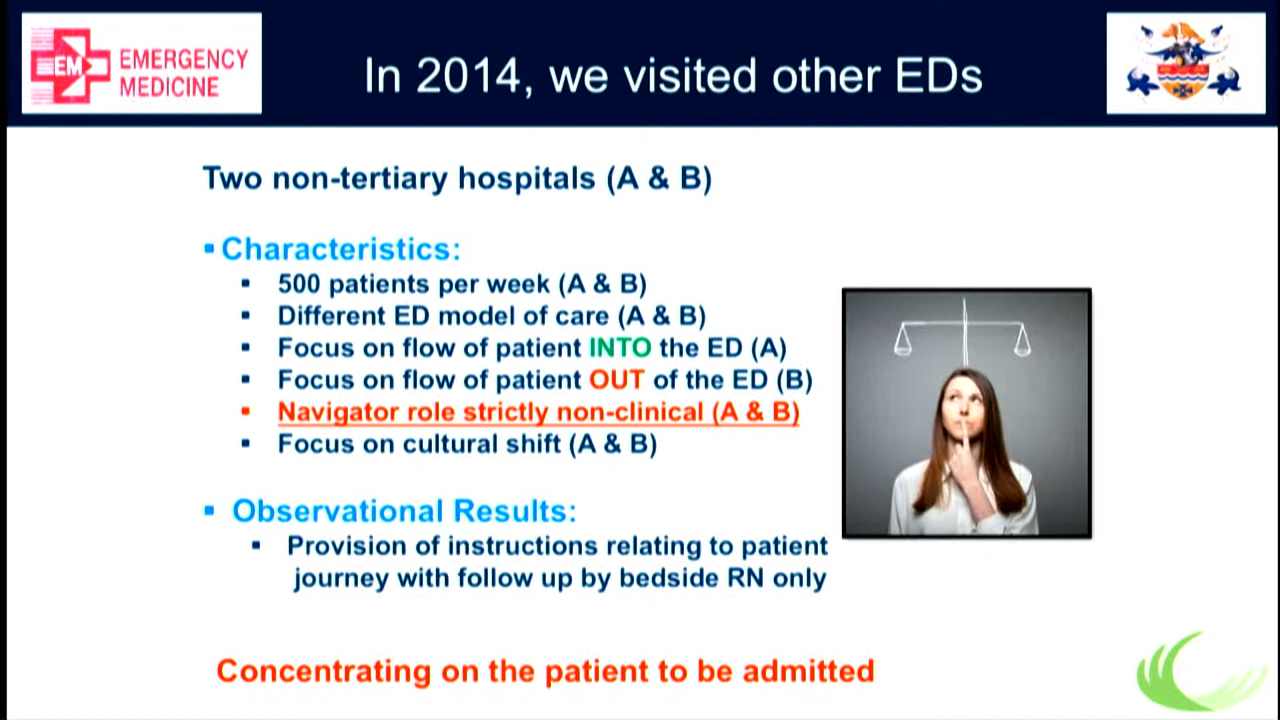 EM
EMERGENCY
MEDICINE
In 2014, we visited other EDs
Two non-tertiary hospitals (A & B)
▪ Characteristics:
▪ 500 patients per week (A & B)
▪ Different ED model of care (A & B)
▪ Focus on flow of patient INTO the ED (A)
▪ Focus on flow of patient OUT of the ED (B)
▪ Navigator role strictly non-clinical (A & B)
▪ Focus on cultural shift (A & B)
▪ Observational Results:
▪ Provision of instructions relating to patient
journey with follow up by bedside RN only
Concentrating on the patient to be admitted